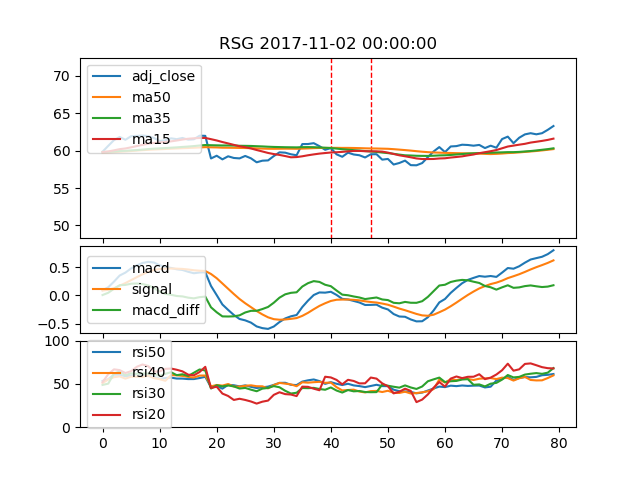 RSG 2017-11-02 00:00:00
70
65
60
55
50
adj_close
ma50
ma35
ma15
0.5
0.0
−0.5
macd
signal
macd_diff
100
50
0
rsi50
rsi40
rsi30
rsi20
0 10 20 30 40 50 60 70 80